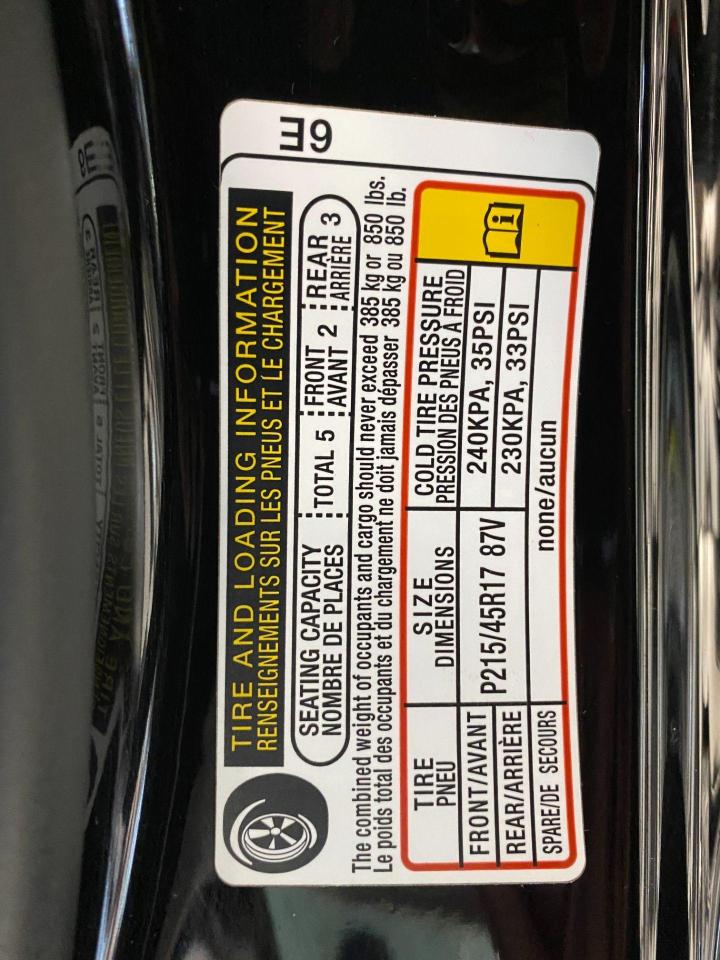 TIRE AND LOADING INFORMATION
RENSEIGNEMENTS SUR LES PNEUS ET LE CHARGEMENT
SEATING CAPACITY
NOMBRE DE PLACES
TOTAL 5
FRONT
AVANT 2
REAR
ARRIÈRE 3
The combined weight of occupants and cargo should never exceed 385 kg or 850 lbs.
Le poids total des occupants et du chargement ne doit jamais dépasser 385 kg ou 850 lb.
TIRE
PNEU
SIZE
DIMENSIONS
COLD TIRE PRESSURE
PRESSION DES PNEUS À FROID
FRONT/AVANT
P215/45R17 87V
240KPA, 35PSI
REAR/ARRIÈRE
230KPA, 33PSI
SPARE/DE SECOURS
none/aucun
E9